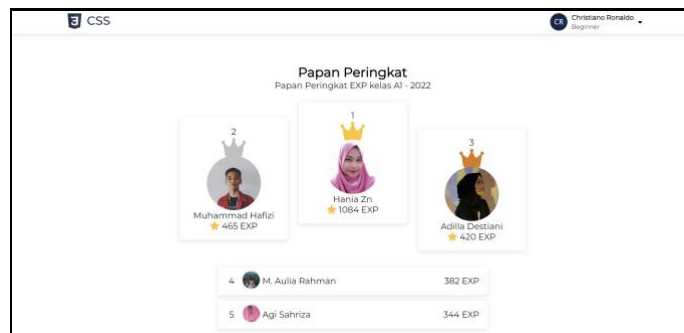 CSS
CR Christiano Ronaldo
Beginner
Papan Peringkat
Papan Peringkat EXP kelas A1 - 2022
2
Muhammad Hafizi
465 EXP
1
Hania Zn
1084 EXP
3
Adilla Destiani
420 EXP
4 M. Aulia Rahman 382 EXP
5 Agi Sahriza 344 EXP